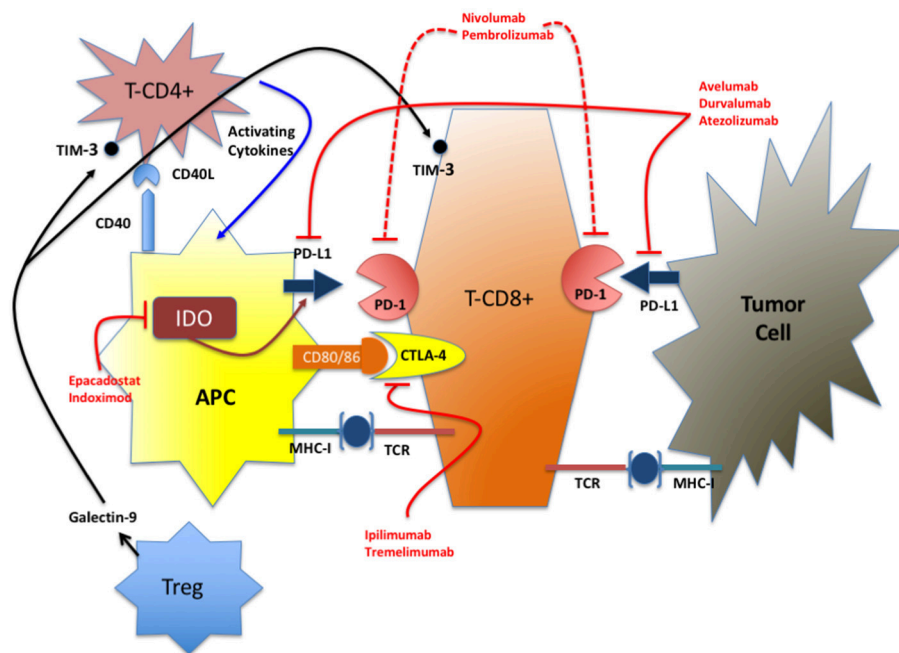 Nivolumab
Pembrolizumab
T-CD4+
Avelumab
Durvalumab
Atezolizumab
Activating
Cytokines
TIM-3
CD40L
TIM-3
CD40
PD-L1
PD-1
T-CD8+
PD-1
PD-L1
Tumor
Cell
IDO
CD80/86
CTLA-4
Epacadostat
Indoximod
APC
MHC-I
TCR
TCR
MHC-I
Galectin-9
Ipilimumab
Tremelimumab
Treg